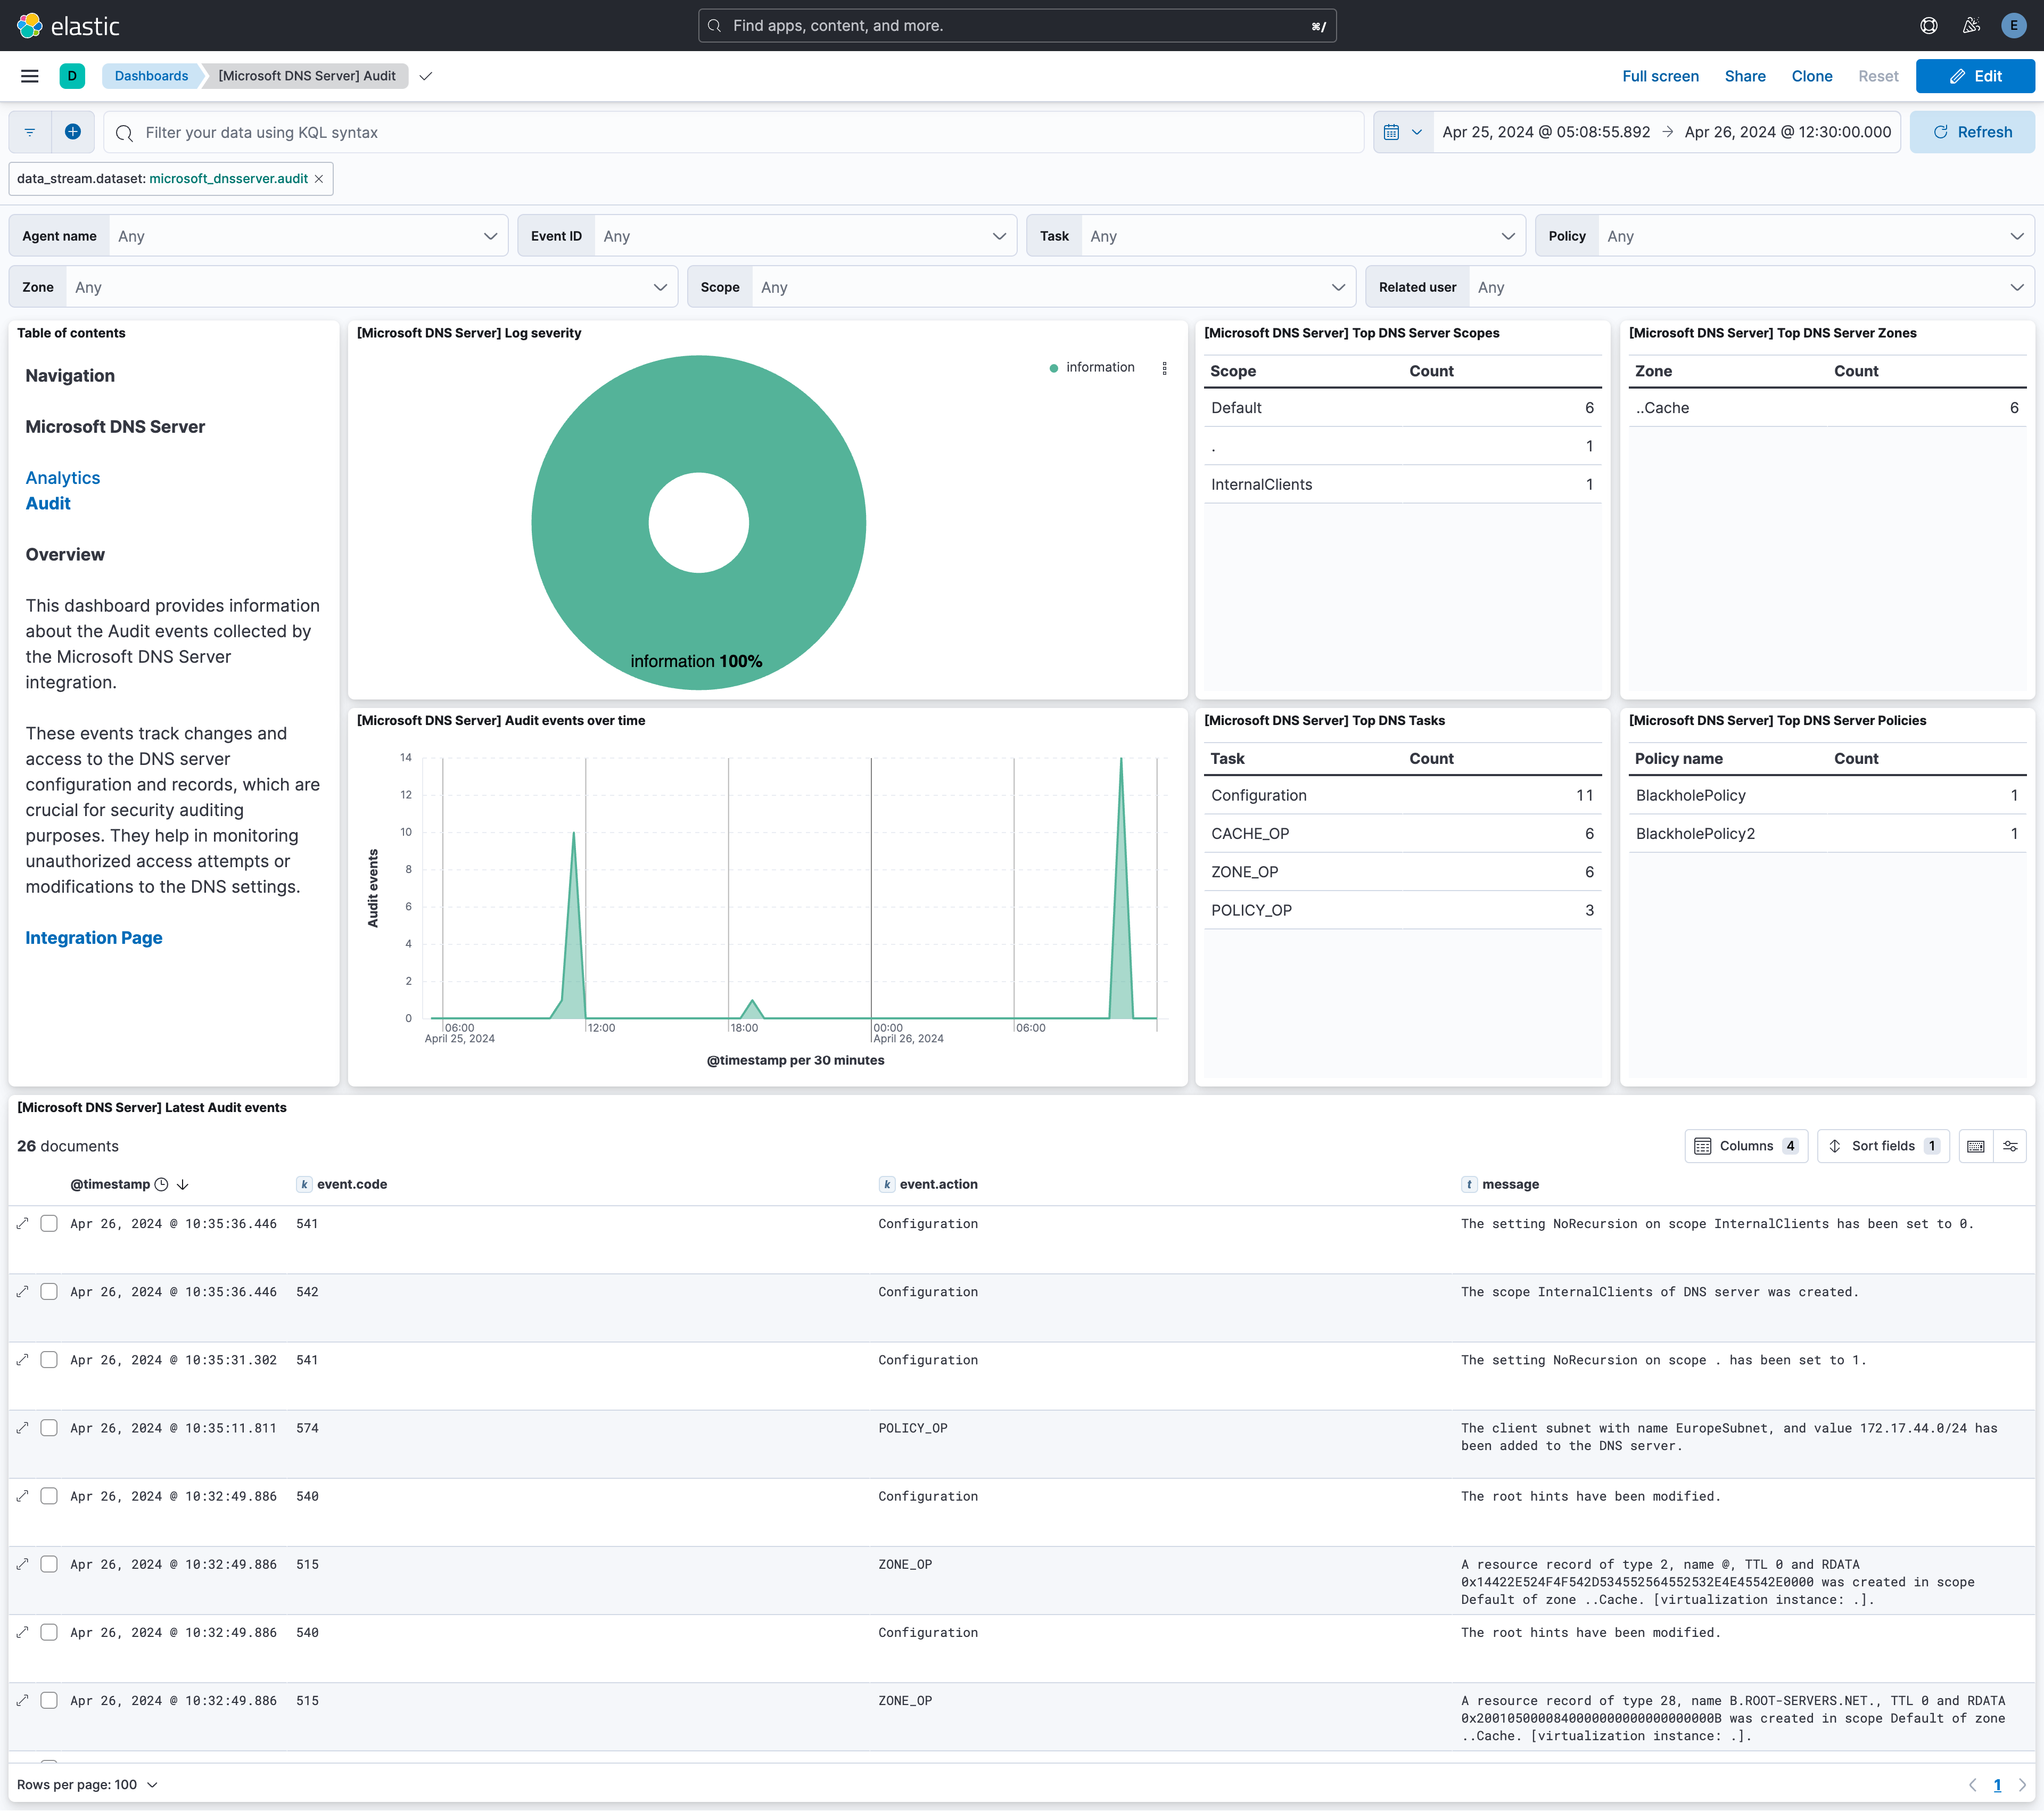 elastic
Find apps, content, and more.
⌘/
E
D
Dashboards
[Microsoft DNS Server] Audit
Full screen
Share
Clone
Reset
Edit
Filter your data using KQL syntax
Apr 25, 2024 @ 05:08:55.892 → Apr 26, 2024 @ 12:30:00.000
Refresh
data_stream.dataset: microsoft_dnsserver.audit
Agent name Any
Event ID Any
Task Any
Policy Any
Zone Any
Scope Any
Related user Any
Table of contents
Navigation
Microsoft DNS Server
Analytics
Audit
Overview
This dashboard provides information
about the Audit events collected by
the Microsoft DNS Server
integration.
These events track changes and
access to the DNS server
configuration and records, which are
crucial for security auditing
purposes. They help in monitoring
unauthorized access attempts or
modifications to the DNS settings.
Integration Page
[Microsoft DNS Server] Log severity
information
information 100%
[Microsoft DNS Server] Top DNS Server Scopes
Scope Count
Default 6
. 1
InternalClients 1
[Microsoft DNS Server] Top DNS Server Zones
Zone Count
..Cache 6
[Microsoft DNS Server] Audit events over time
Audit events
14
12
10
8
6
4
2
0
06:00 12:00 18:00 00:00 06:00
April 25, 2024 April 26, 2024
@timestamp per 30 minutes
[Microsoft DNS Server] Top DNS Tasks
Task Count
Configuration 11
CACHE_OP 6
ZONE_OP 6
POLICY_OP 3
[Microsoft DNS Server] Top DNS Server Policies
Policy name Count
BlackholePolicy 1
BlackholePolicy2 1
[Microsoft DNS Server] Latest Audit events
26 documents
Columns 4
Sort fields 1
@timestamp k event.code k event.action t message
Apr 26, 2024 @ 10:35:36.446 541 Configuration The setting NoRecursion on scope InternalClients has been set to 0.
Apr 26, 2024 @ 10:35:36.446 542 Configuration The scope InternalClients of DNS server was created.
Apr 26, 2024 @ 10:35:31.302 541 Configuration The setting NoRecursion on scope . has been set to 1.
Apr 26, 2024 @ 10:35:11.811 574 POLICY_OP The client subnet with name EuropeSubnet, and value 172.17.44.0/24 has
been added to the DNS server.
Apr 26, 2024 @ 10:32:49.886 540 Configuration The root hints have been modified.
Apr 26, 2024 @ 10:32:49.886 515 ZONE_OP A resource record of type 2, name @, TTL 0 and RDATA
0x14422E524F4F542D534552564552532E4E45542E0000 was created in scope
Default of zone ..Cache. [virtualization instance: .].
Apr 26, 2024 @ 10:32:49.886 540 Configuration The root hints have been modified.
Apr 26, 2024 @ 10:32:49.886 515 ZONE_OP A resource record of type 28, name B.ROOT-SERVERS.NET., TTL 0 and RDATA
0x2001050000840000000000000000000B was created in scope Default of zone
..Cache. [virtualization instance: .].
Rows per page: 100
1